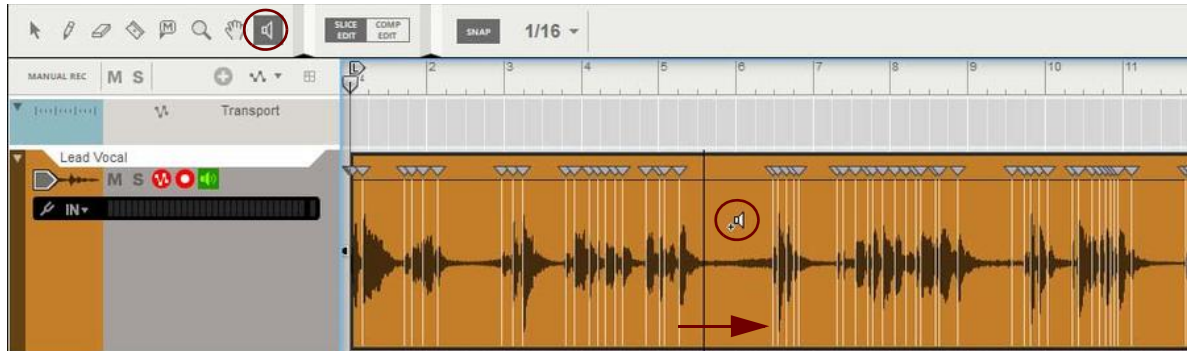 M
SLICE EDIT COMP EDIT
SNAP 1/16
MANUAL REC M S
L 2 3 4 5 6 7 8 9 10 11
Transport
Lead Vocal
M S
IN